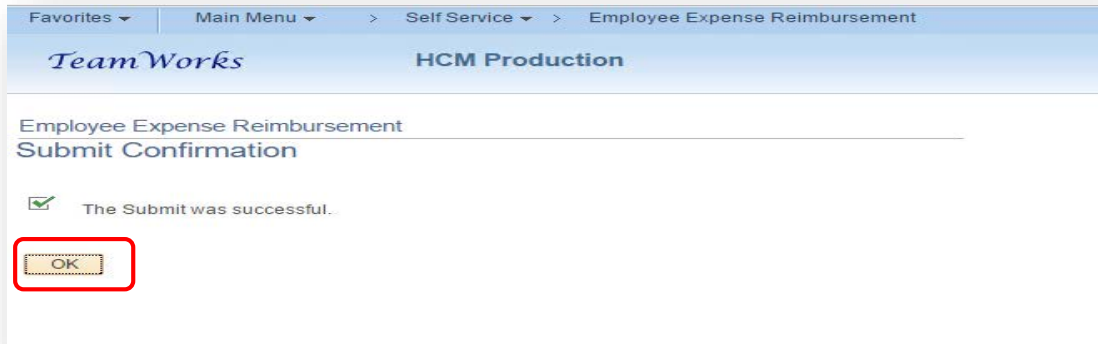 Favorites Main Menu > Self Service > Employee Expense Reimbursement
TeamWorks HCM Production
Employee Expense Reimbursement
Submit Confirmation
The Submit was successful.
OK